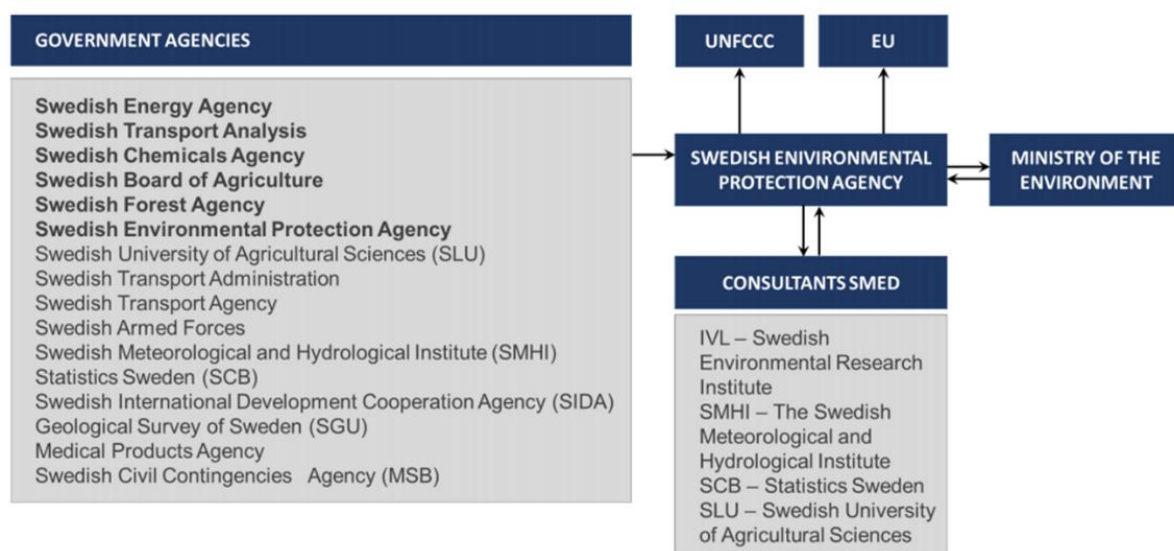 GOVERNMENT AGENCIES
Swedish Energy Agency
Swedish Transport Analysis
Swedish Chemicals Agency
Swedish Board of Agriculture
Swedish Forest Agency
Swedish Environmental Protection Agency
Swedish University of Agricultural Sciences (SLU)
Swedish Transport Administration
Swedish Transport Agency
Swedish Armed Forces
Swedish Meteorological and Hydrological Institute (SMHI)
Statistics Sweden (SCB)
Swedish International Development Cooperation Agency (SIDA)
Geological Survey of Sweden (SGU)
Medical Products Agency
Swedish Civil Contingencies Agency (MSB)
UNFCCC
EU
SWEDISH ENIVIRONMENTAL
PROTECTION AGENCY
MINISTRY OF THE
ENVIRONMENT
CONSULTANTS SMED
IVL – Swedish
Environmental Research
Institute
SMHI – The Swedish
Meteorological and
Hydrological Institute
SCB – Statistics Sweden
SLU – Swedish University
of Agricultural Sciences